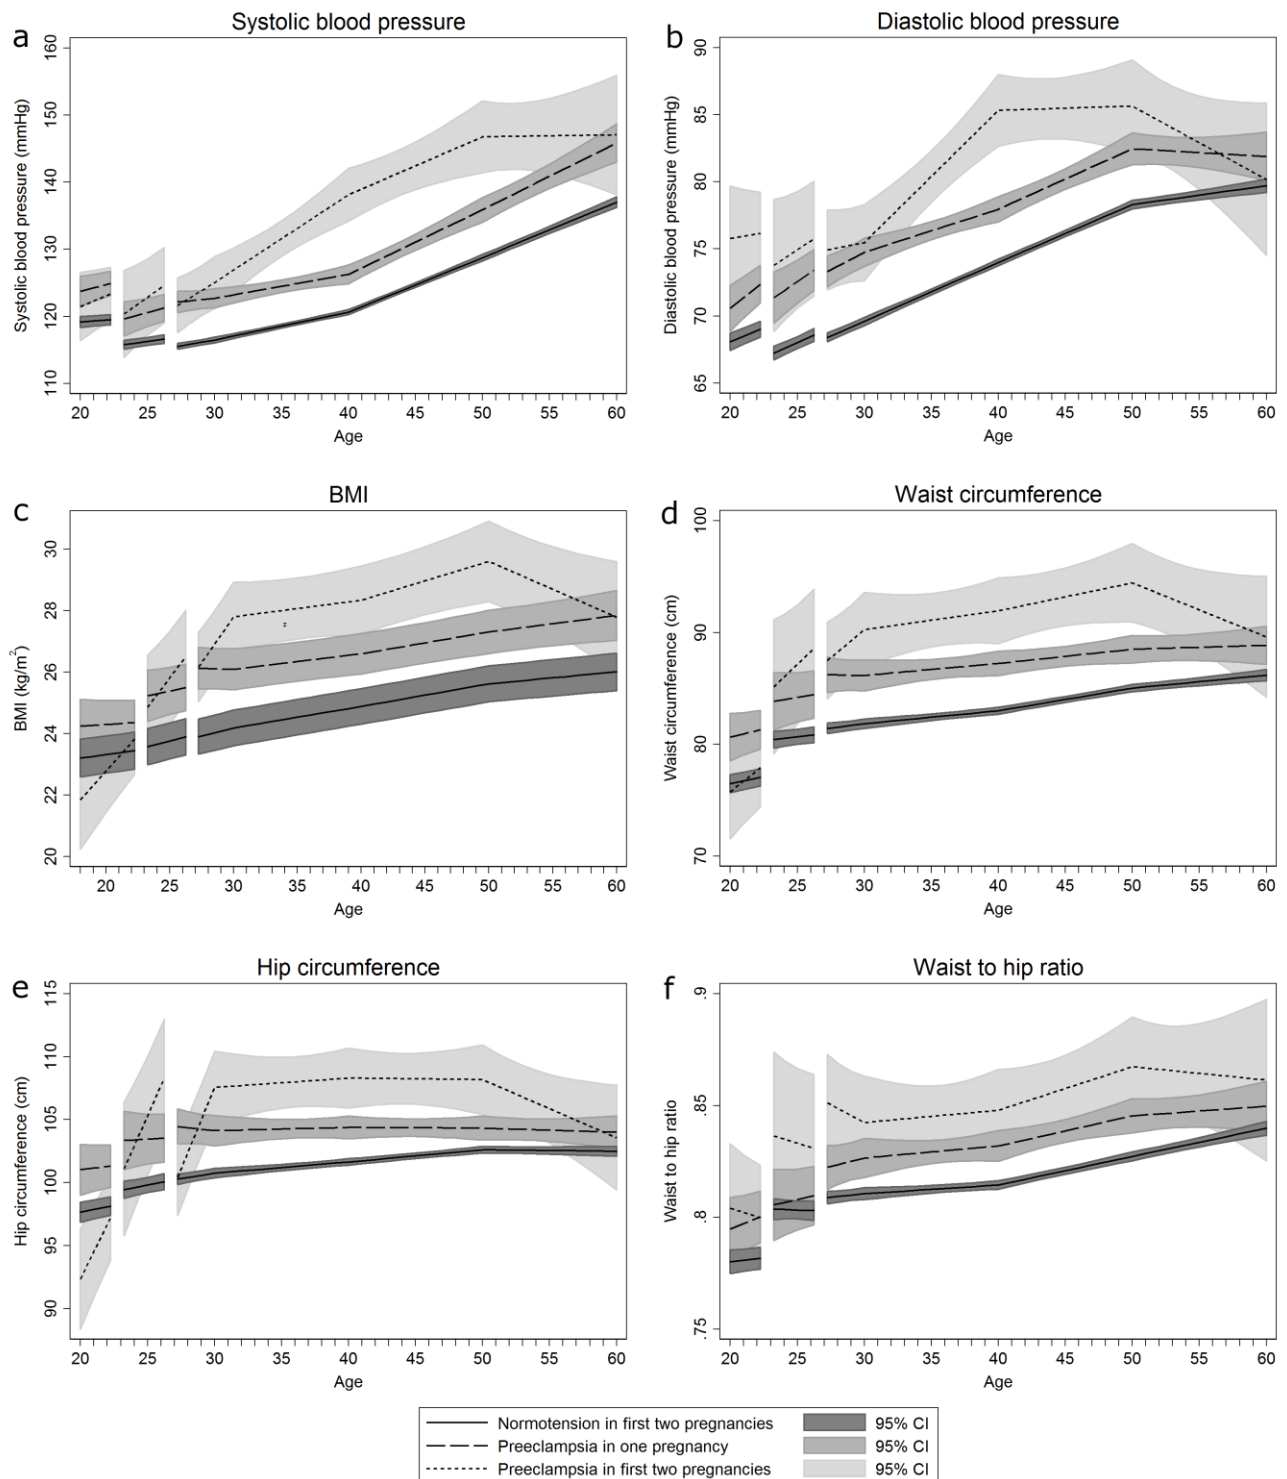 a Systolic blood pressure
Systolic blood pressure (mmHg)
160
150
140
130
120
110
20 25 30 35 40 45 50 55 60
Age
b Diastolic blood pressure
Diastolic blood pressure (mmHg)
90
85
80
75
70
65
20 25 30 35 40 45 50 55 60
Age
c BMI
BMI (kg/m²)
30
28
26
24
22
20
20 25 30 35 40 45 50 55 60
Age
d Waist circumference
Waist circumference (cm)
100
90
80
70
20 25 30 35 40 45 50 55 60
Age
e Hip circumference
Hip circumference (cm)
115
110
105
100
95
90
20 25 30 35 40 45 50 55 60
Age
f Waist to hip ratio
Waist to hip ratio
.9
.85
.8
.75
20 25 30 35 40 45 50 55 60
Age
Normotension in first two pregnancies 95% CI
Preeclampsia in one pregnancy 95% CI
Preeclampsia in first two pregnancies 95% CI